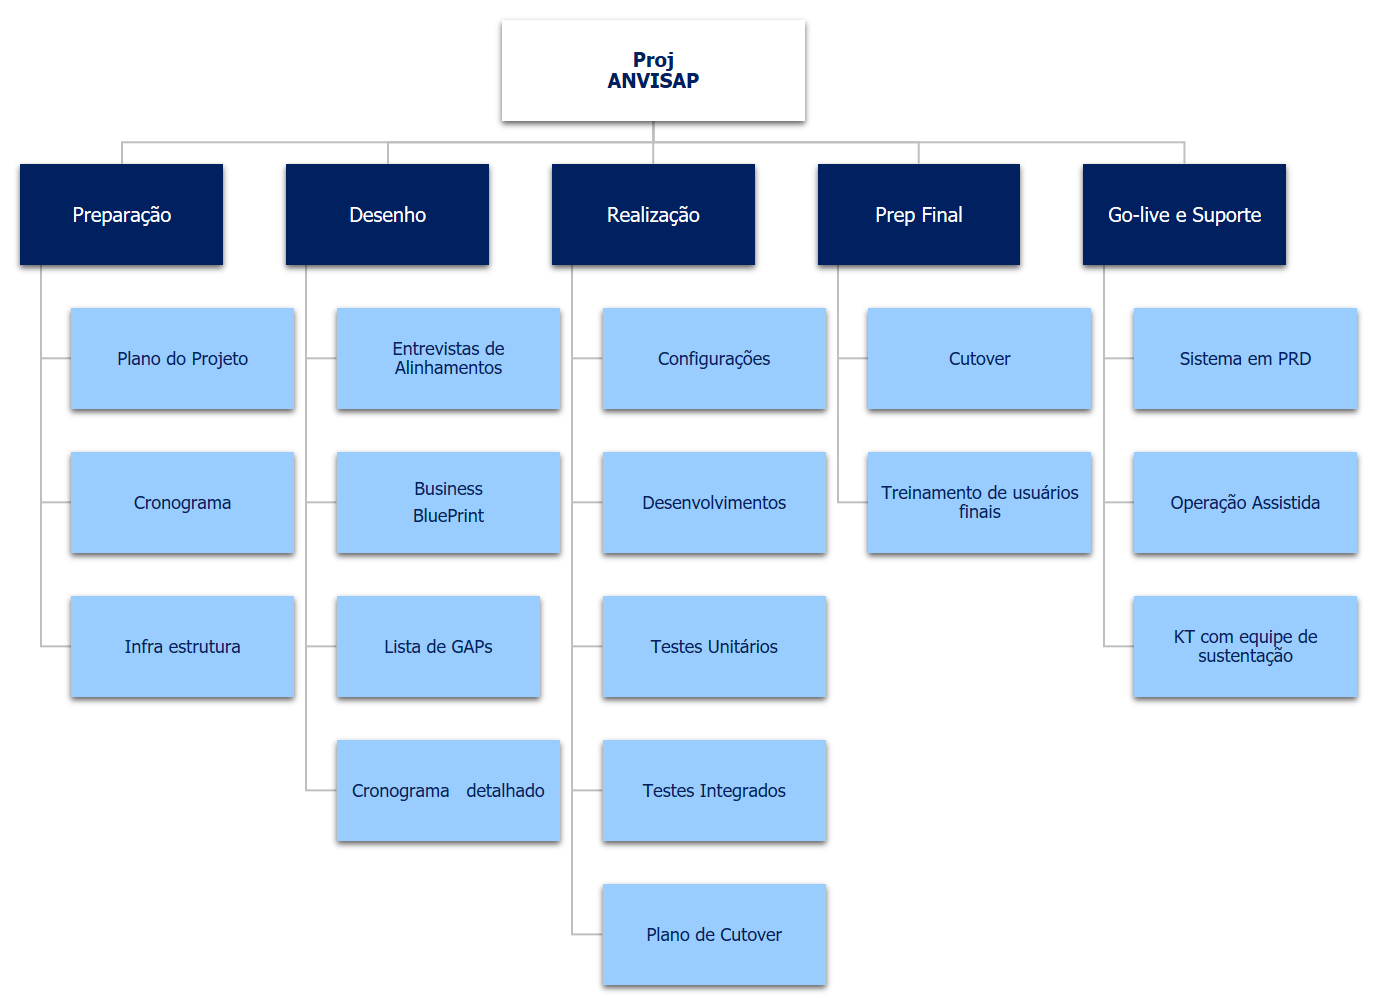 Proj
ANVISAP
Preparação
Desenho
Realização
Prep Final
Go-live e Suporte
Plano do Projeto
Cronograma
Infra estrutura
Entrevistas de
Alinhamentos
Business
BluePrint
Lista de GAPs
Cronograma detalhado
Configurações
Desenvolvimentos
Testes Unitários
Testes Integrados
Plano de Cutover
Cutover
Treinamento de usuários
finais
Sistema em PRD
Operação Assistida
KT com equipe de
sustentação